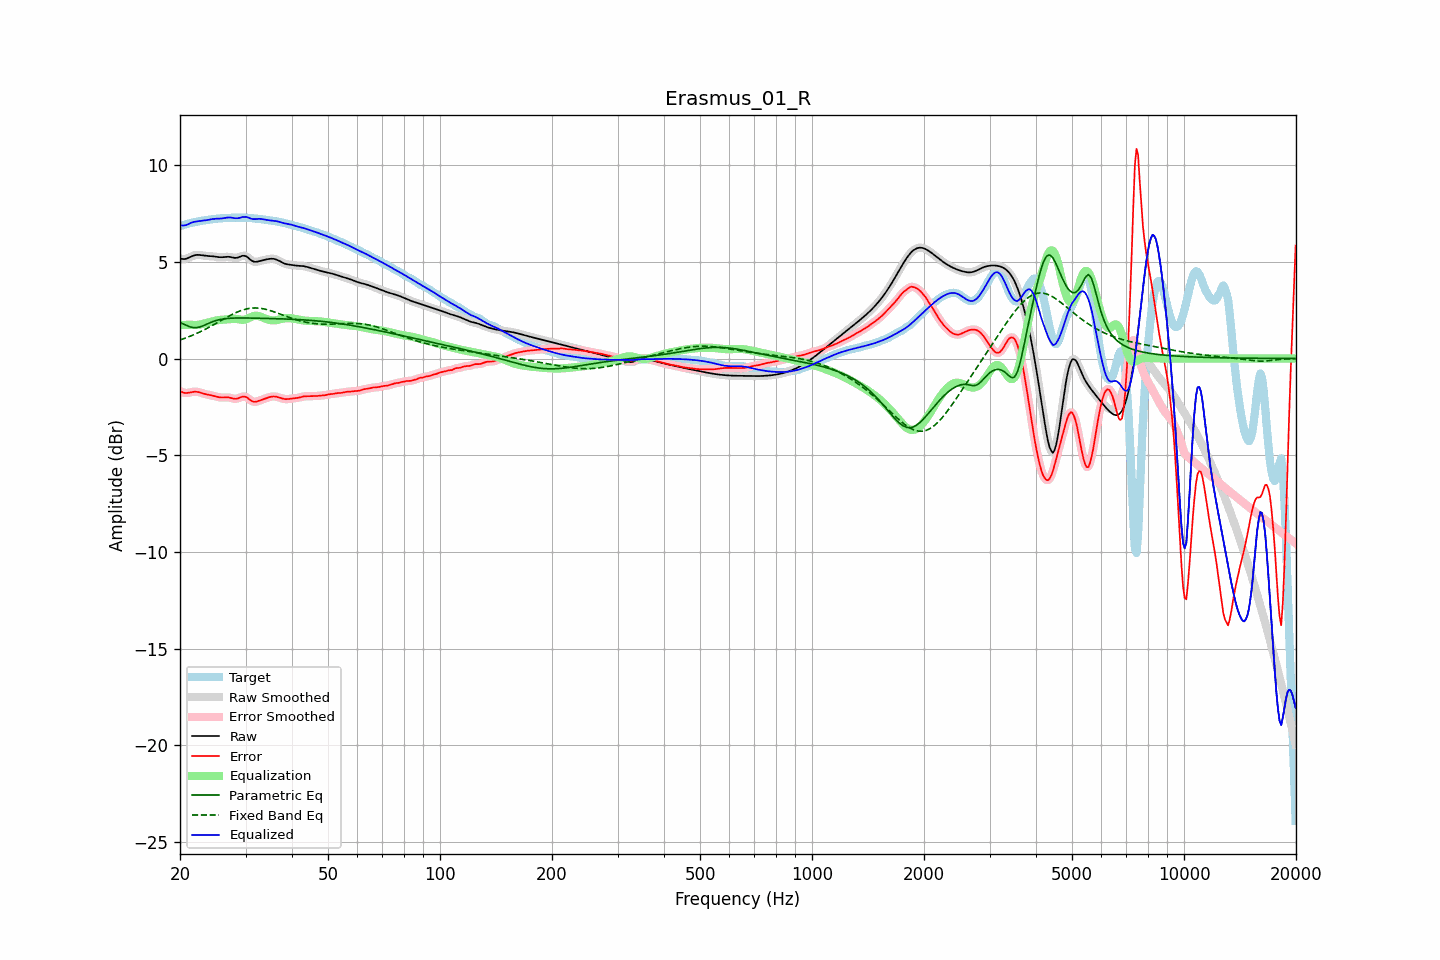 Erasmus_01_R
10
5
0
−5
−10
−15
−20
−25
Amplitude (dBr)
Target
Raw Smoothed
Error Smoothed
Raw
Error
Equalization
Parametric Eq
Fixed Band Eq
Equalized
20 50 100 200 500 1000 2000 5000 10000 20000
Frequency (Hz)